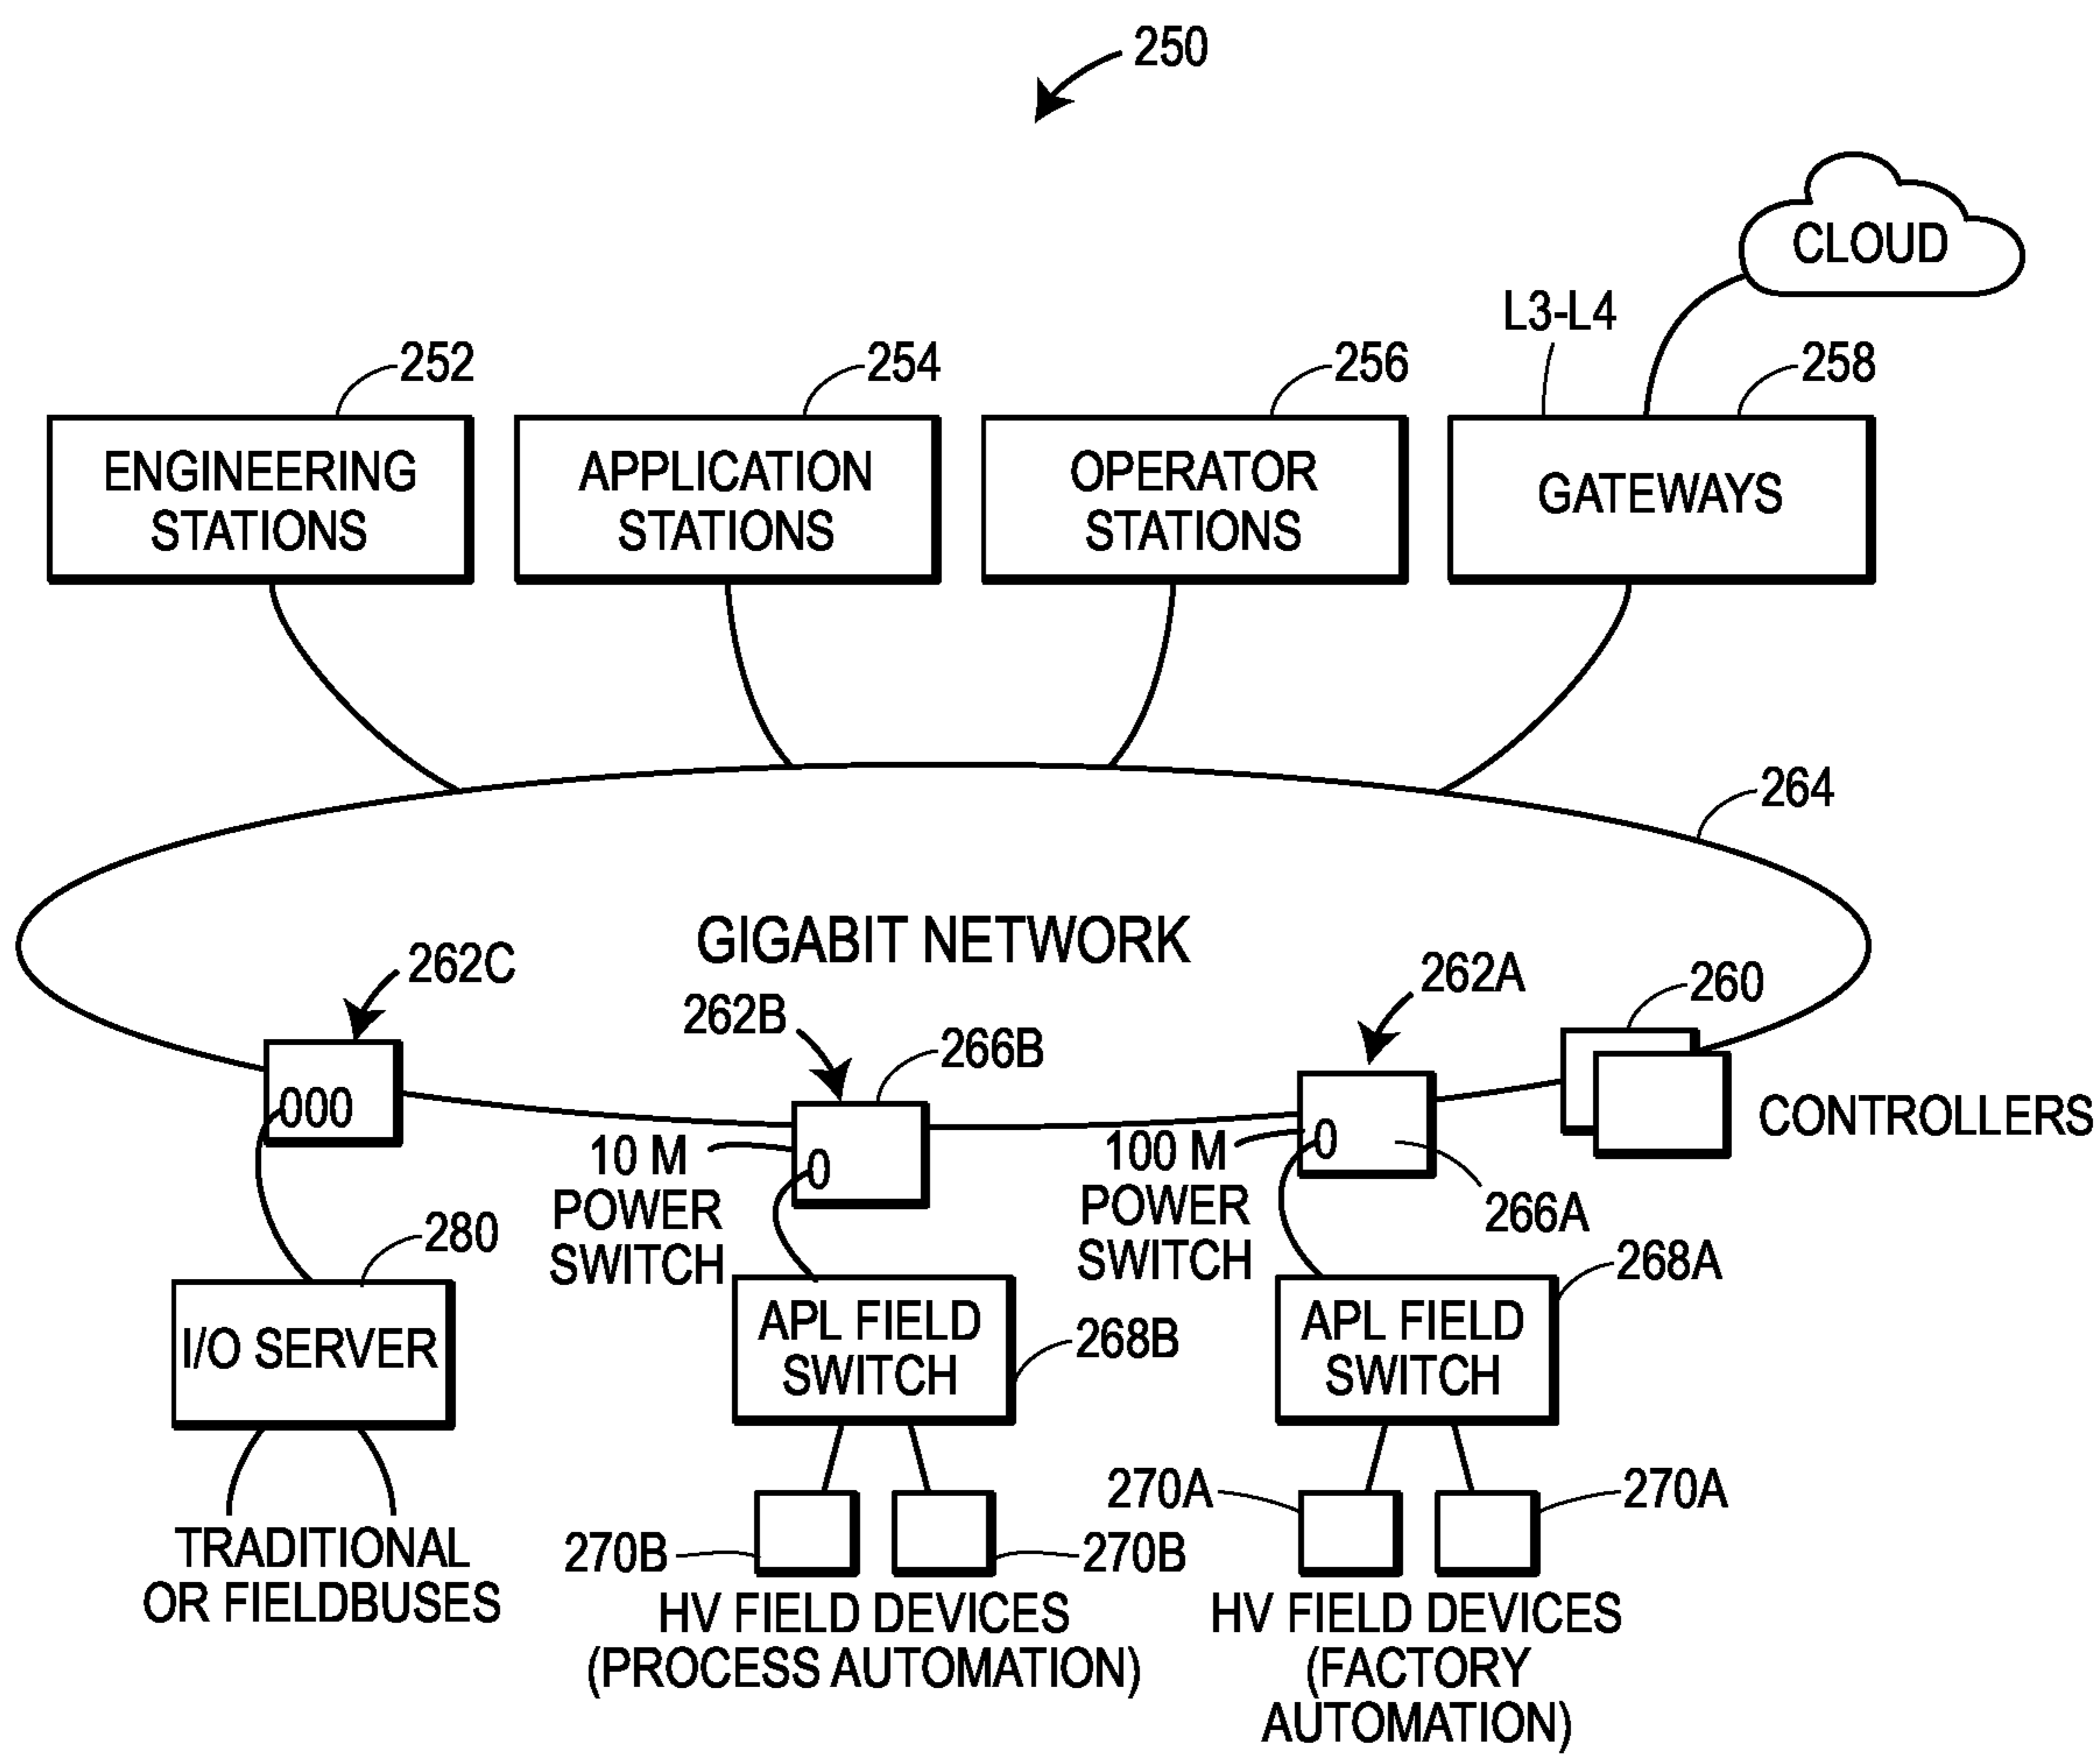 250
CLOUD
L3-L4
252
254
256
258
ENGINEERING
STATIONS
APPLICATION
STATIONS
OPERATOR
STATIONS
GATEWAYS
264
GIGABIT NETWORK
262C
262B
266B
262A
260
000
0
0
CONTROLLERS
10 M
POWER
SWITCH
100 M
POWER
SWITCH
266A
280
268A
I/O SERVER
APL FIELD
SWITCH
268B
APL FIELD
SWITCH
270A
270A
TRADITIONAL
OR FIELDBUSES
270B
270B
HV FIELD DEVICES
(PROCESS AUTOMATION)
HV FIELD DEVICES
(FACTORY
AUTOMATION)